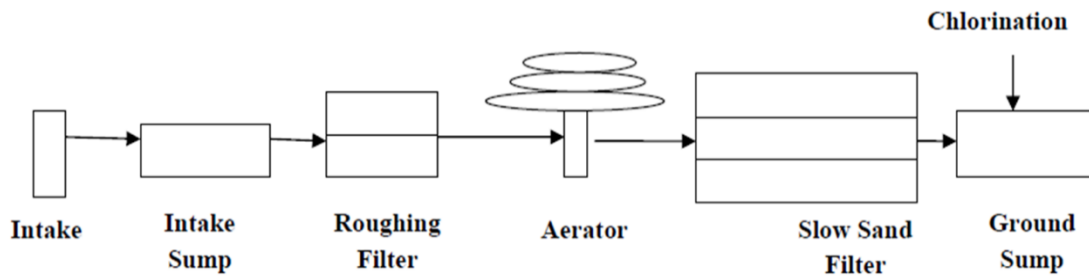 Chlorination
Intake
Intake
Sump
Roughing
Filter
Aerator
Slow Sand
Filter
Ground
Sump